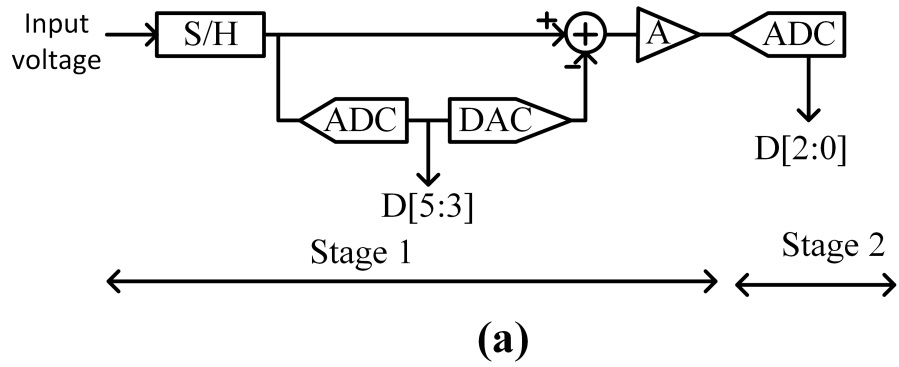 Input
voltage
S/H
+
+
−
A
ADC
ADC
DAC
D[2:0]
D[5:3]
Stage 1
Stage 2
(a)